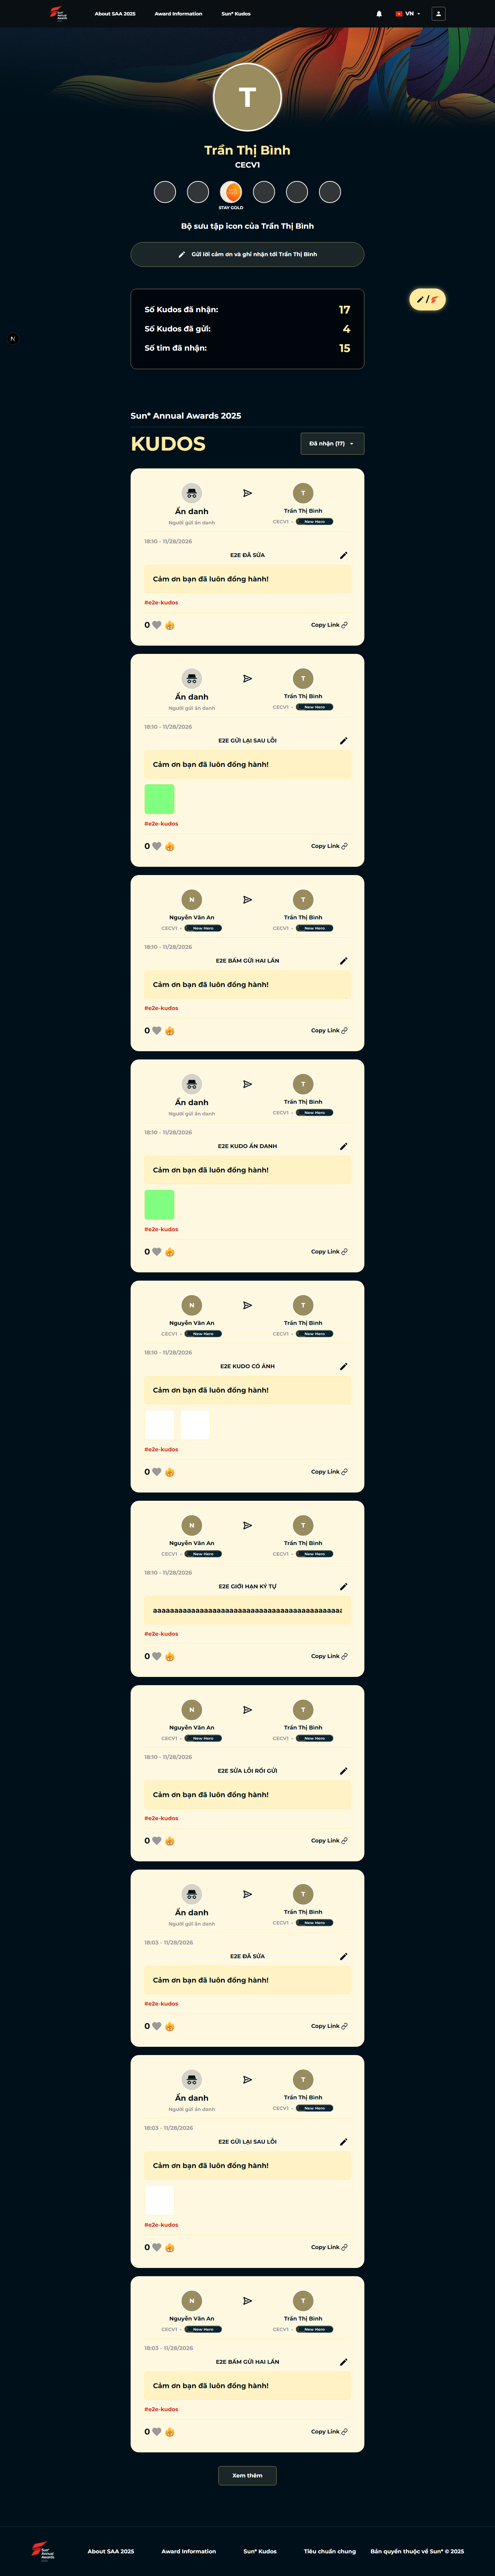 Sun*
Annual
Awards
2025
About SAA 2025
Award Information
Sun* Kudos
VN
T
Trần Thị Bình
CECV1
STAY GOLD
Bộ sưu tập icon của Trần Thị Bình
Gửi lời cảm ơn và ghi nhận tới Trần Thị Bình
Số Kudos đã nhận: 17
Số Kudos đã gửi: 4
Số tim đã nhận: 15
/
N
Sun* Annual Awards 2025
KUDOS
Đã nhận (17)
T
Ẩn danh Trần Thị Bình
Người gửi ẩn danh CECV1 • New Hero
18:10 - 11/28/2026
E2E ĐÃ SỬA
Cảm ơn bạn đã luôn đồng hành!
#e2e-kudos
0 Copy Link
T
Ẩn danh Trần Thị Bình
Người gửi ẩn danh CECV1 • New Hero
18:10 - 11/28/2026
E2E GỬI LẠI SAU LỖI
Cảm ơn bạn đã luôn đồng hành!
#e2e-kudos
0 Copy Link
N T
Nguyễn Văn An Trần Thị Bình
CECV1 • New Hero CECV1 • New Hero
18:10 - 11/28/2026
E2E BẤM GỬI HAI LẦN
Cảm ơn bạn đã luôn đồng hành!
#e2e-kudos
0 Copy Link
T
Ẩn danh Trần Thị Bình
Người gửi ẩn danh CECV1 • New Hero
18:10 - 11/28/2026
E2E KUDO ẨN DANH
Cảm ơn bạn đã luôn đồng hành!
#e2e-kudos
0 Copy Link
N T
Nguyễn Văn An Trần Thị Bình
CECV1 • New Hero CECV1 • New Hero
18:10 - 11/28/2026
E2E KUDO CÓ ẢNH
Cảm ơn bạn đã luôn đồng hành!
#e2e-kudos
0 Copy Link
N T
Nguyễn Văn An Trần Thị Bình
CECV1 • New Hero CECV1 • New Hero
18:10 - 11/28/2026
E2E GIỚI HẠN KÝ TỰ
aaaaaaaaaaaaaaaaaaaaaaaaaaaaaaaaaaaaaaaaaaaaa
#e2e-kudos
0 Copy Link
N T
Nguyễn Văn An Trần Thị Bình
CECV1 • New Hero CECV1 • New Hero
18:10 - 11/28/2026
E2E SỬA LỖI RỒI GỬI
Cảm ơn bạn đã luôn đồng hành!
#e2e-kudos
0 Copy Link
T
Ẩn danh Trần Thị Bình
Người gửi ẩn danh CECV1 • New Hero
18:03 - 11/28/2026
E2E ĐÃ SỬA
Cảm ơn bạn đã luôn đồng hành!
#e2e-kudos
0 Copy Link
T
Ẩn danh Trần Thị Bình
Người gửi ẩn danh CECV1 • New Hero
18:03 - 11/28/2026
E2E GỬI LẠI SAU LỖI
Cảm ơn bạn đã luôn đồng hành!
#e2e-kudos
0 Copy Link
N T
Nguyễn Văn An Trần Thị Bình
CECV1 • New Hero CECV1 • New Hero
18:03 - 11/28/2026
E2E BẤM GỬI HAI LẦN
Cảm ơn bạn đã luôn đồng hành!
#e2e-kudos
0 Copy Link
Xem thêm
Sun*
Annual
Awards
2025
About SAA 2025
Award Information
Sun* Kudos
Tiêu chuẩn chung
Bản quyền thuộc về Sun* © 2025